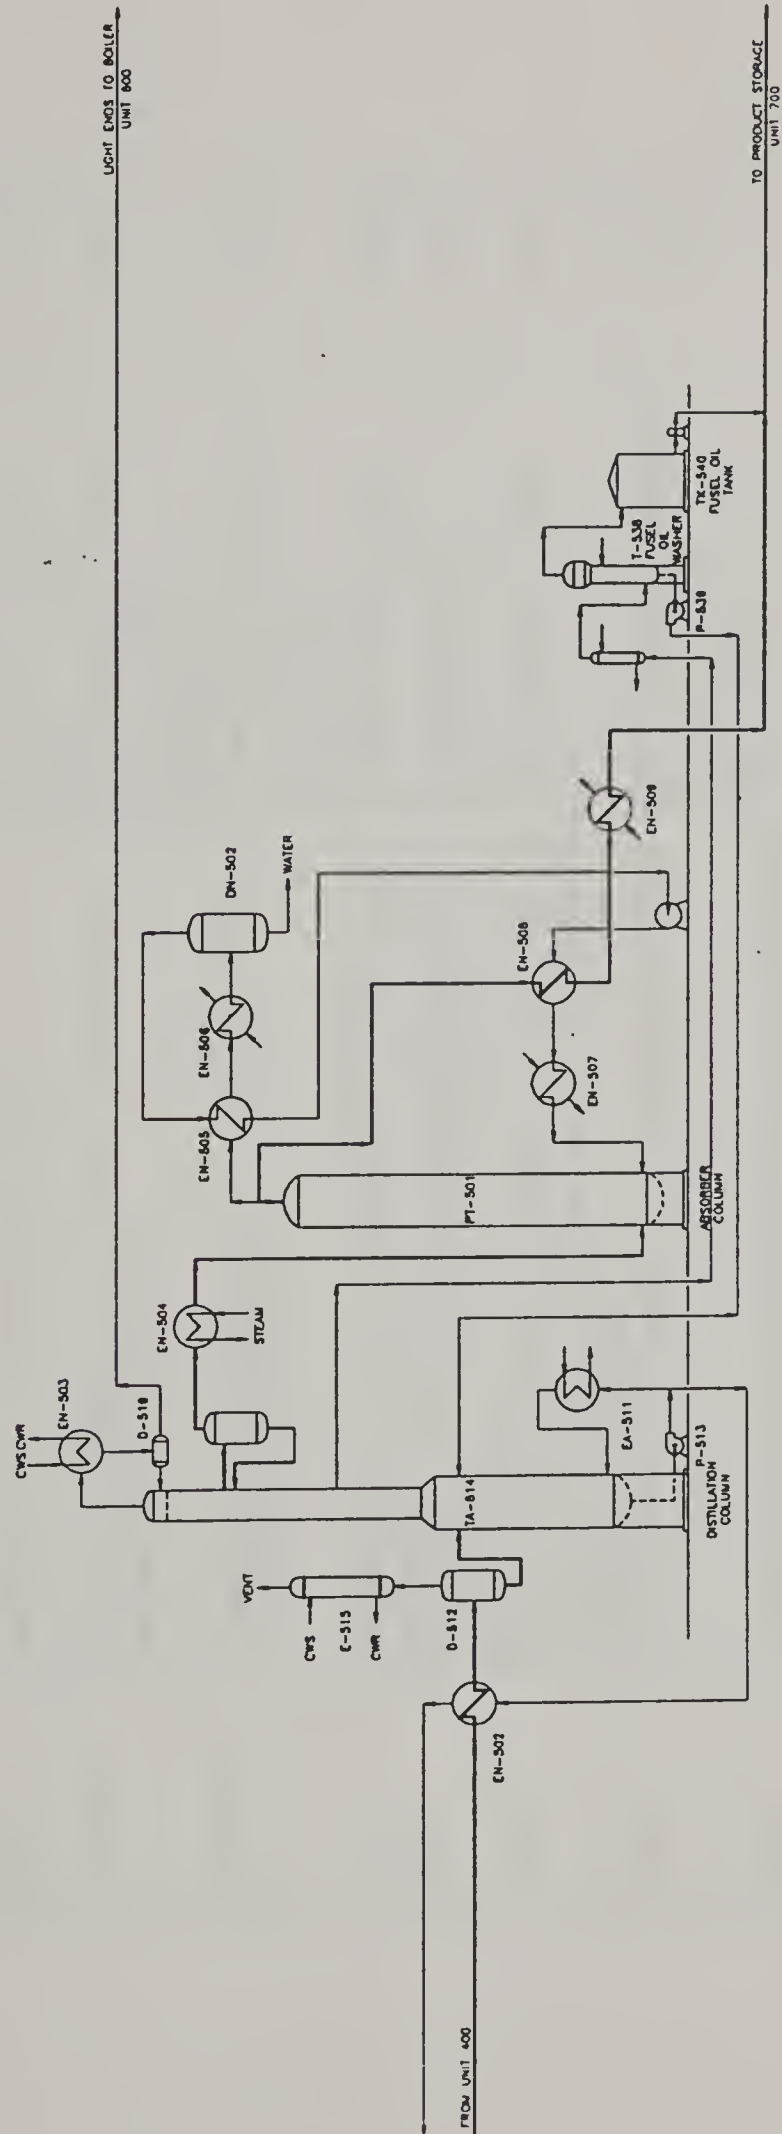 LIGHT ENDS TO BOILER
UNIT 600
TO PRODUCT STORAGE
UNIT 700
CWS CWR
EN-503
D-516
EN-504
STEAM
EN-505
EN-506
DN-502
WATER
EN-508
EN-507
EN-509
PT-501
ABSORBER
COLUMN
T-538
FUSEL
OIL
WASHER
P-539
TK-540
FUSEL OIL
TANK
VENT
CWS
E-515
CWR
D-512
TA-514
EA-511
P-513
DISTILLATION
COLUMN
EN-502
FROM UNIT 400